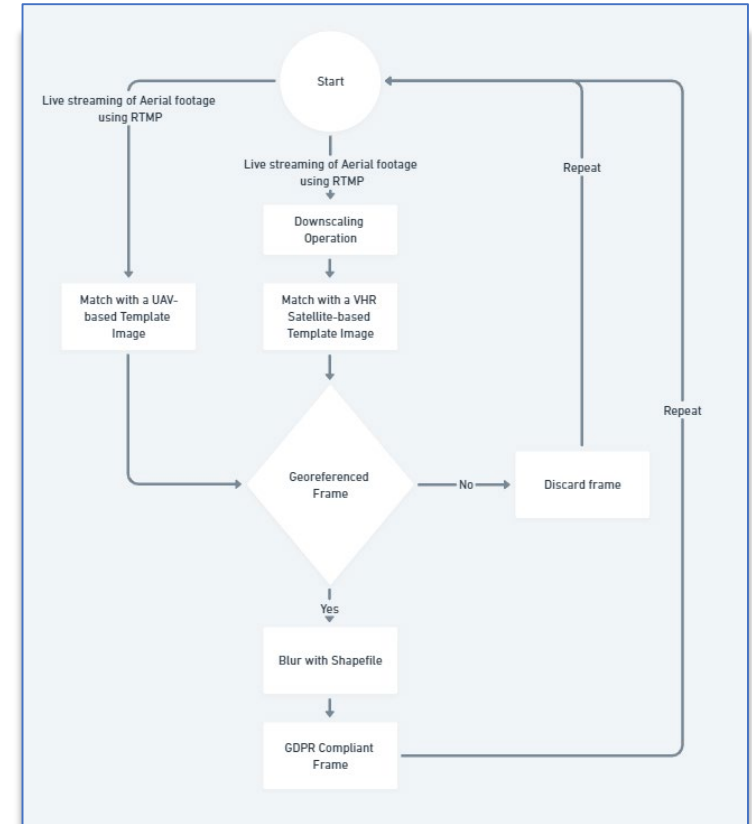 Start
Live streaming of Aerial footage
using RTMP
Live streaming of Aerial footage
using RTMP
Repeat
Downscaling
Operation
Match with a UAV-
based Template
Image
Match with a VHR
Satellite-based
Template Image
Repeat
Georeferenced
Frame
No
Discard frame
Yes
Blur with Shapefile
GDPR Compliant
Frame